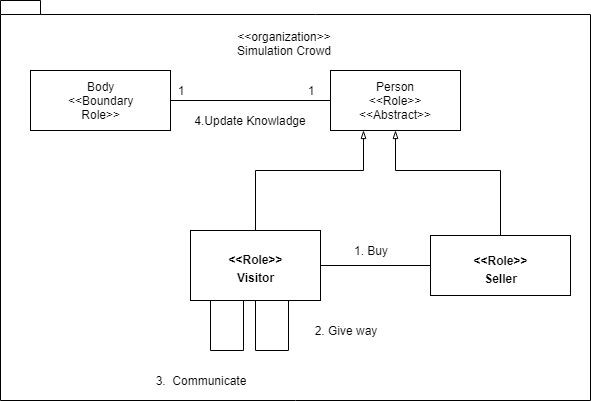 <<organization>>
Simulation Crowd
Body
<<Boundary
Role>>
1
1
Person
<<Role>>
<<Abstract>>
4.Update Knowladge
<<Role>>
Visitor
1. Buy
<<Role>>
Seller
2. Give way
3. Communicate